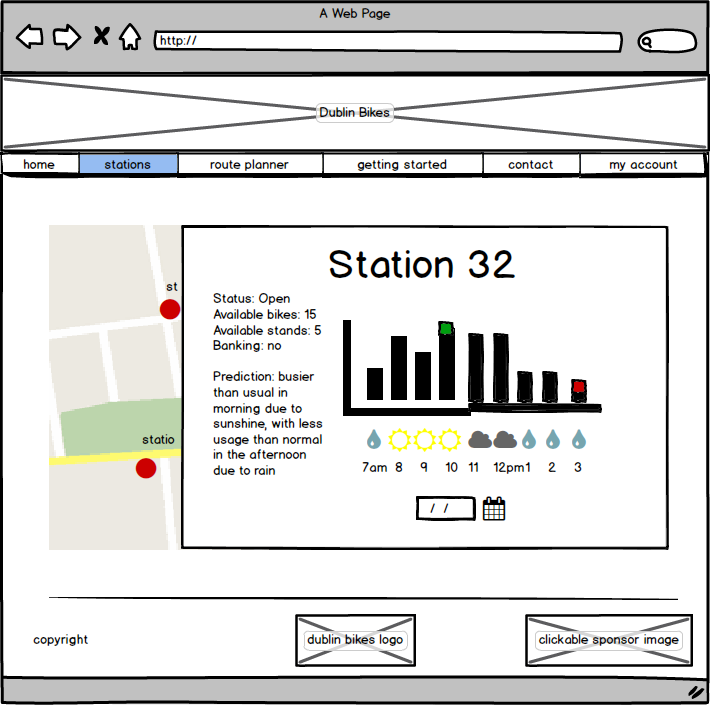 A Web Page
http://
Dublin Bikes
home stations route planner getting started contact my account
Station 32
st
Status: Open
Available bikes: 15
Available stands: 5
Banking: no
Prediction: busier
than usual in
morning due to
sunshine, with less
usage than normal
in the afternoon
due to rain
statio
7am 8 9 10 11 12pm 1 2 3
/ /
copyright
dublin bikes logo
clickable sponsor image